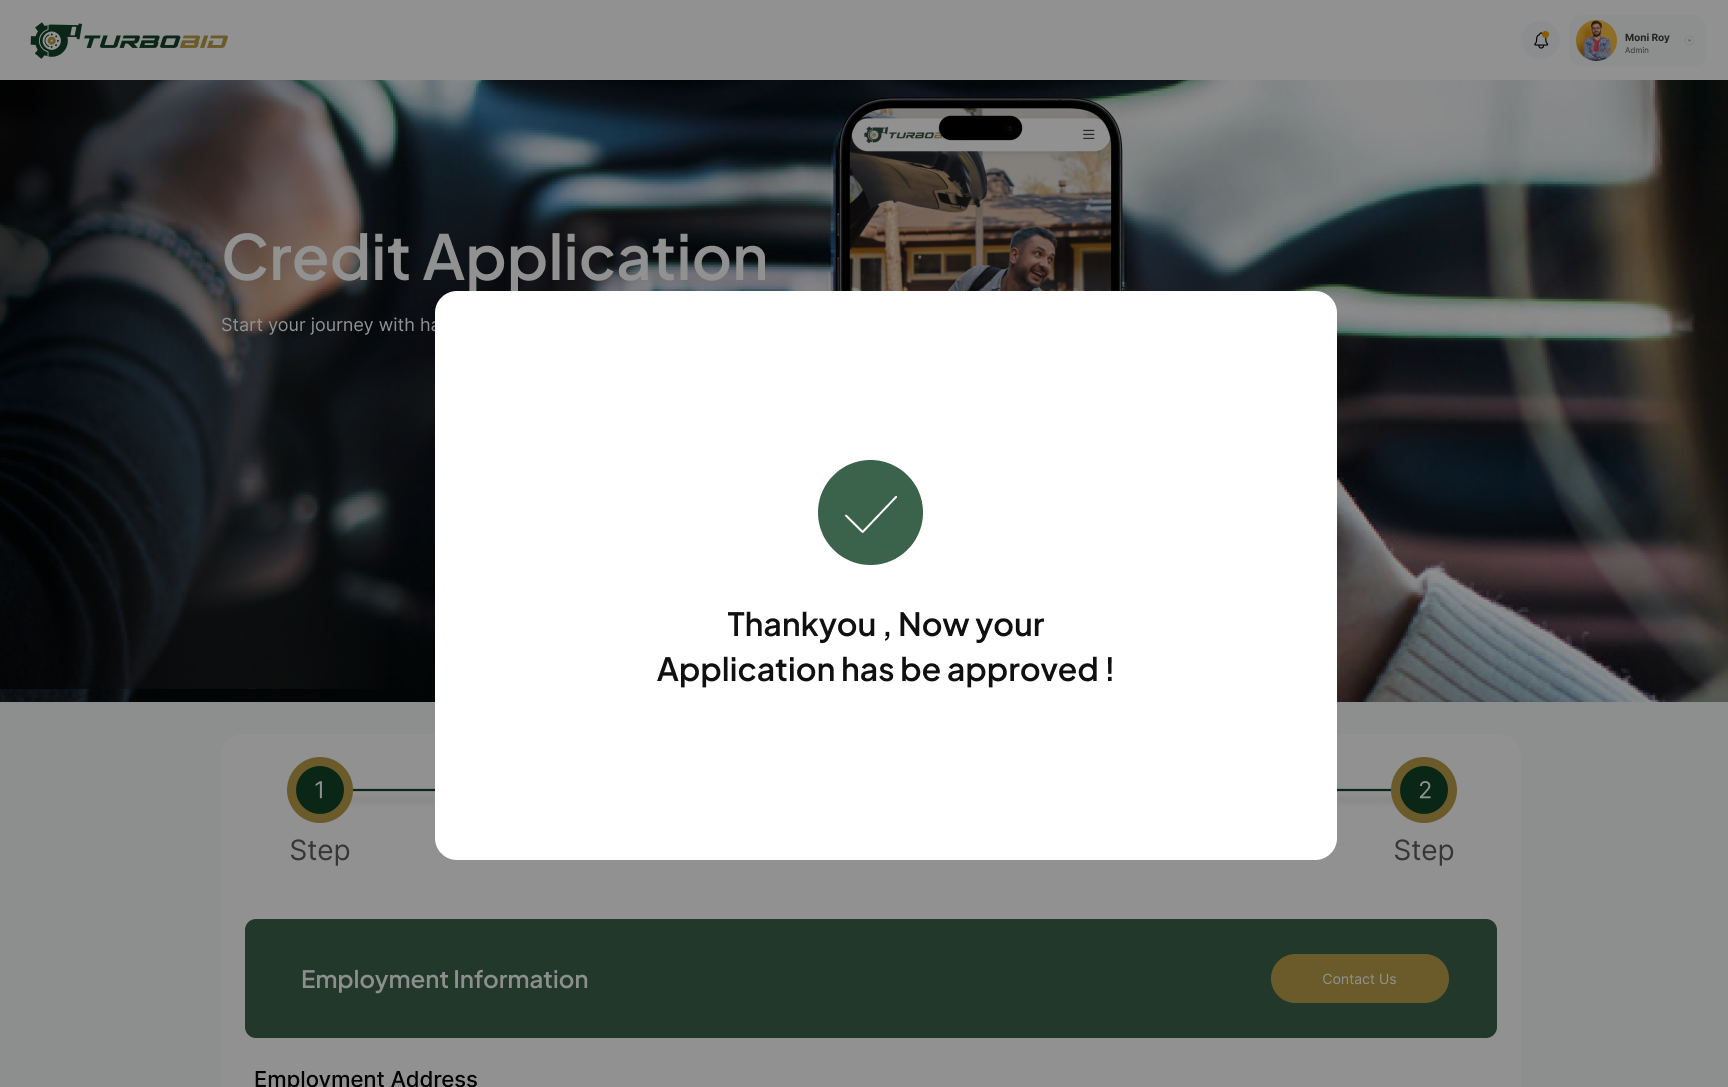 TURBOBID
Moni Roy
Admin
TURBO
Credit Application
Start your journey with
Thankyou , Now your
Application has be approved !
1
2
Step
Step
Employment Information
Contact Us
Employment Address